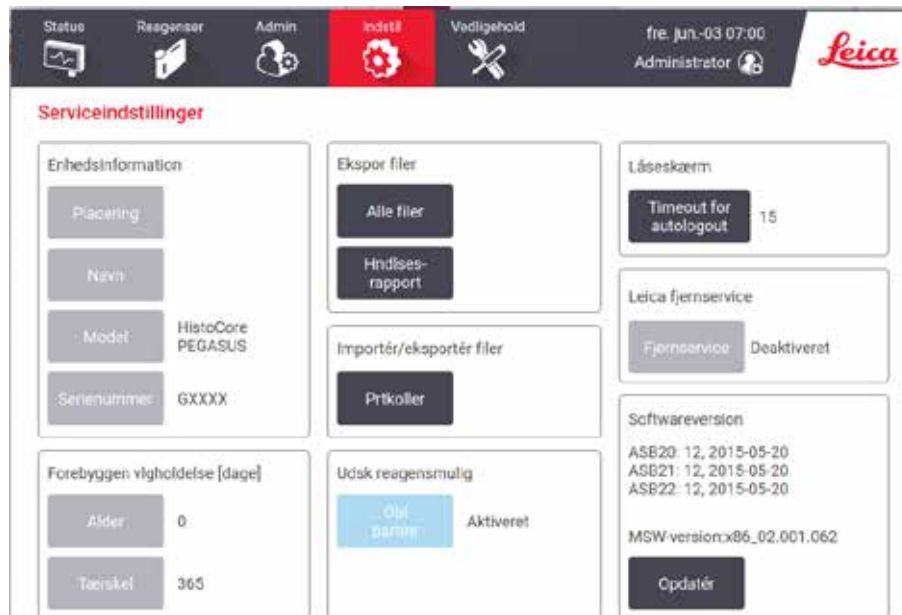 Status
Reagenser
Admin
Indstil
Vedligehold
fre. jun.-03 07:00
Administrator
Leica
Serviceindstillinger
Enhedsinformation
Placering
Navn
Model
HistoCore
PEGASUS
Serienummer
GXXXX
Forebyggen vlgholdelse [dage]
Alder
0
Tærskel
365
Ekspor filer
Alle filer
Hndlses-
rapport
Importér/eksportér filer
Prtkoller
Udsk reagensmulig
Obl
partinr
Aktiveret
Låseskærm
Timeout for
autologout
15
Leica fjernservice
Fjernservice
Deaktiveret
Softwareversion
ASB20: 12, 2015-05-20
ASB21: 12, 2015-05-20
ASB22: 12, 2015-05-20
MSW-version:x86_02.001.062
Opdatér